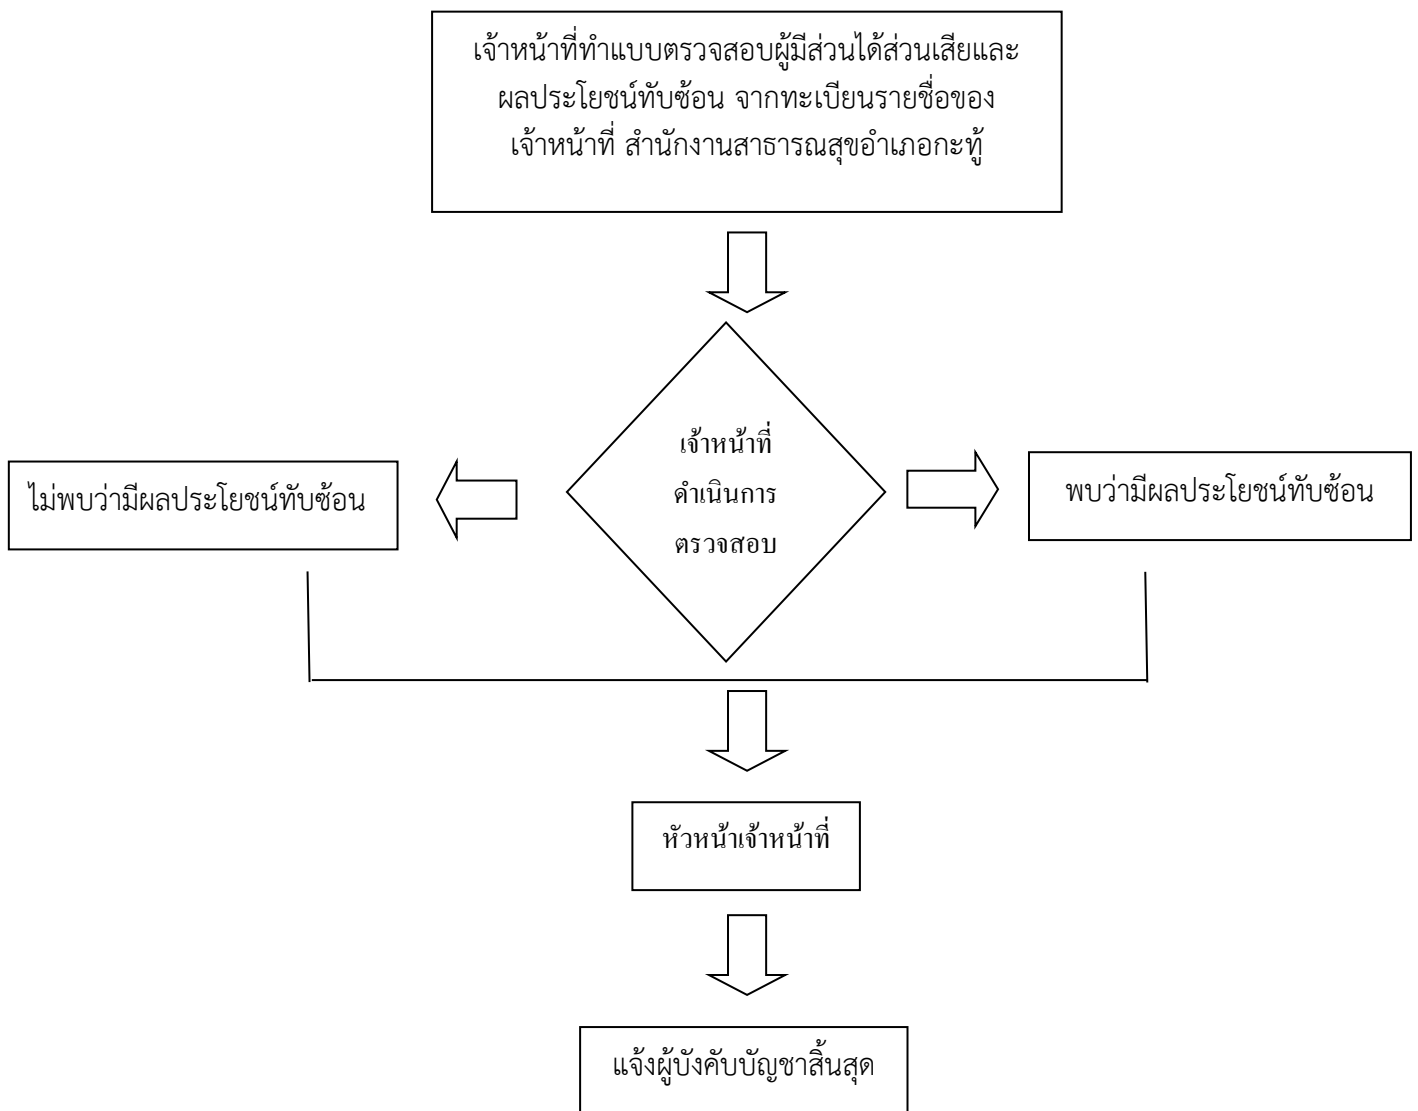 เจ้าหน้าที่ทำแบบตรวจสอบผู้มีส่วนได้ส่วนเสียและ
ผลประโยชน์ทับซ้อน จากทะเบียนรายชื่อของ
เจ้าหน้าที่ สำนักงานสาธารณสุขอำเภอกะทู้
เจ้าหน้าที่
ดำเนินการ
ตรวจสอบ
ไม่พบว่ามีผลประโยชน์ทับซ้อน
พบว่ามีผลประโยชน์ทับซ้อน
หัวหน้าเจ้าหน้าที่
แจ้งผู้บังคับบัญชาสิ้นสุด